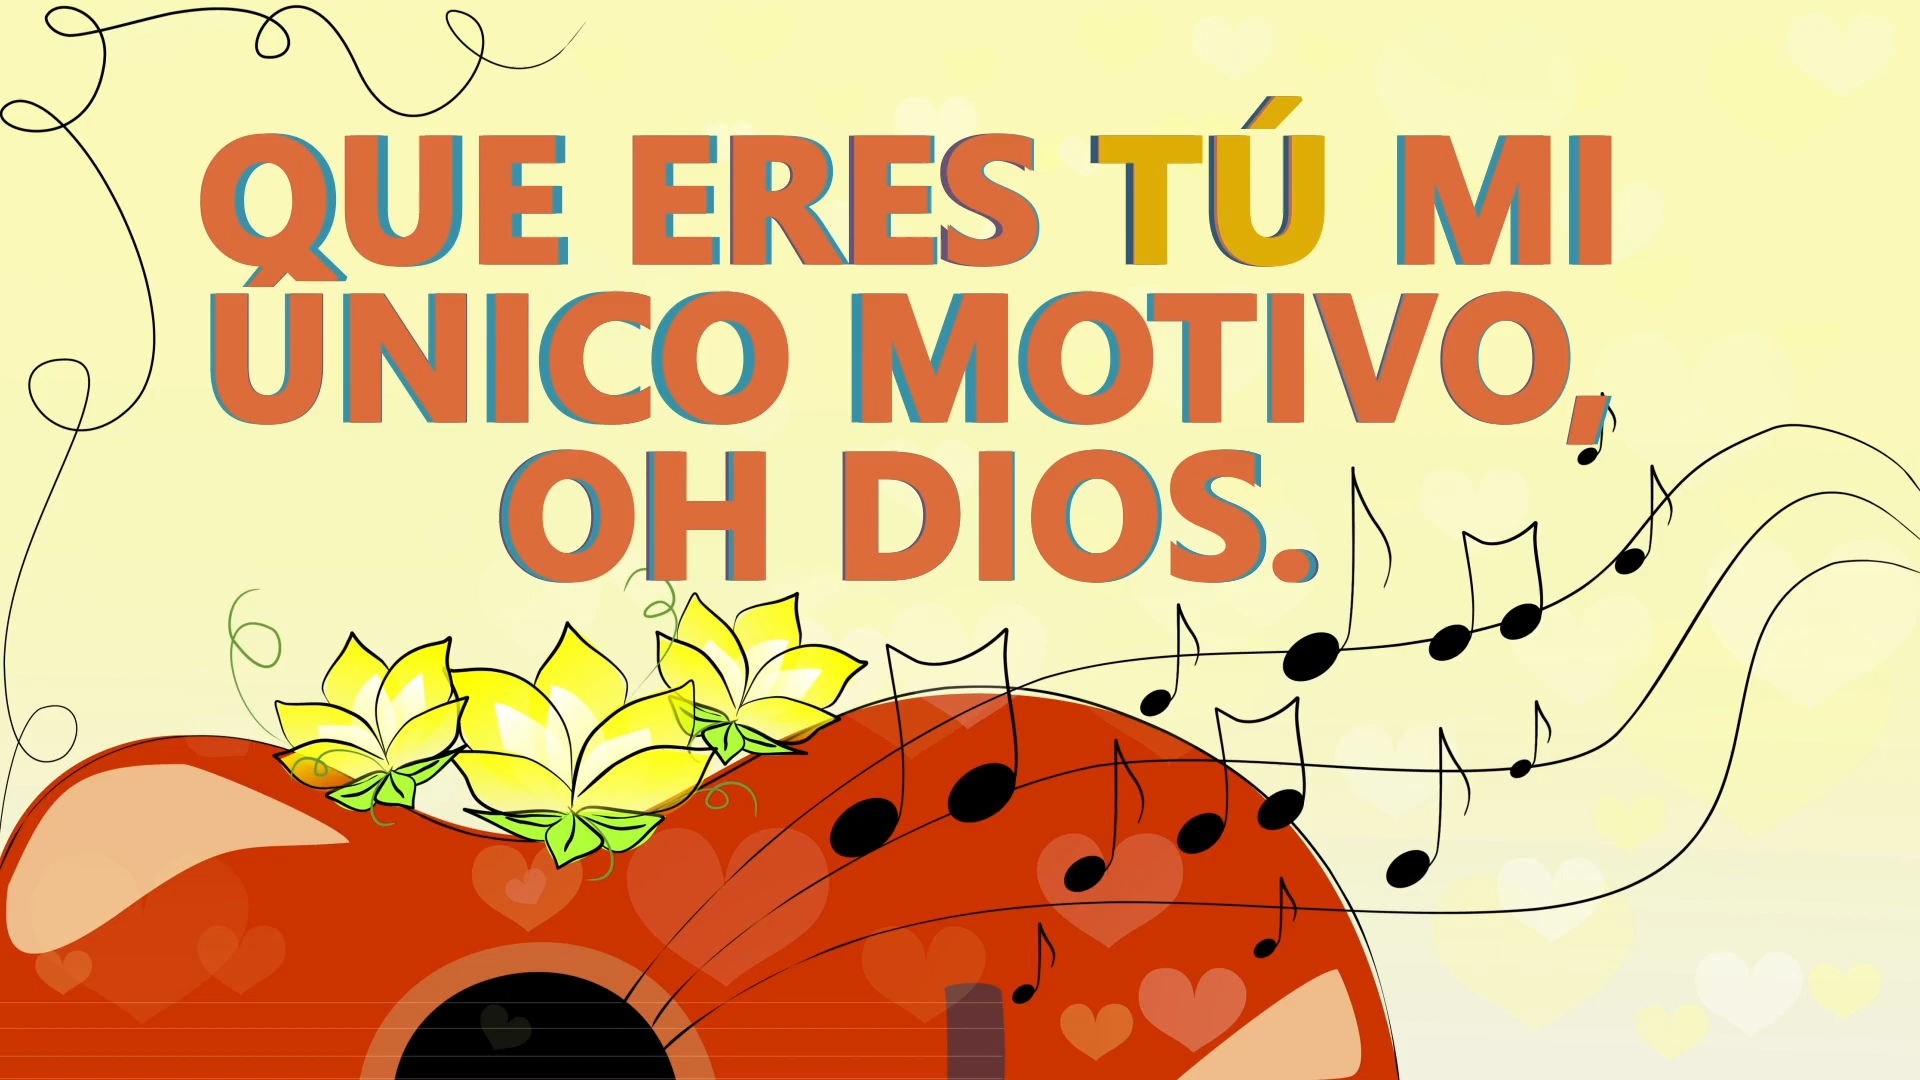 QUE ERES TÚ MI
ÚNICO MOTIVO,
OH DIOS.